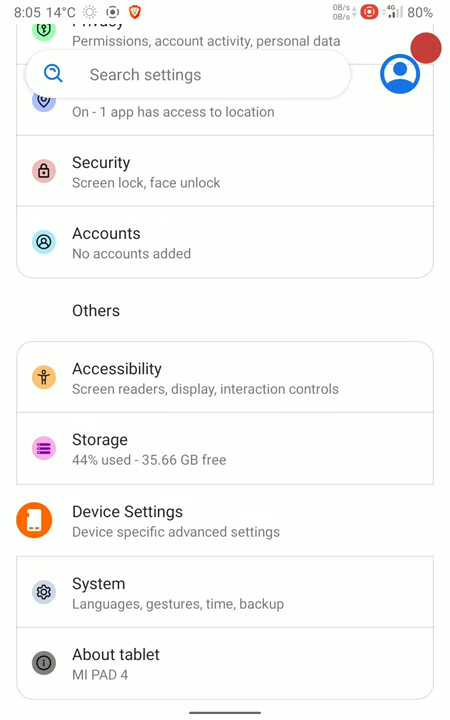 8:05 14°C 0B/s 0B/s 4G 80%
Privacy
Permissions, account activity, personal data
Search settings
On - 1 app has access to location
Security
Screen lock, face unlock
Accounts
No accounts added
Others
Accessibility
Screen readers, display, interaction controls
Storage
44% used - 35.66 GB free
Device Settings
Device specific advanced settings
System
Languages, gestures, time, backup
About tablet
MI PAD 4